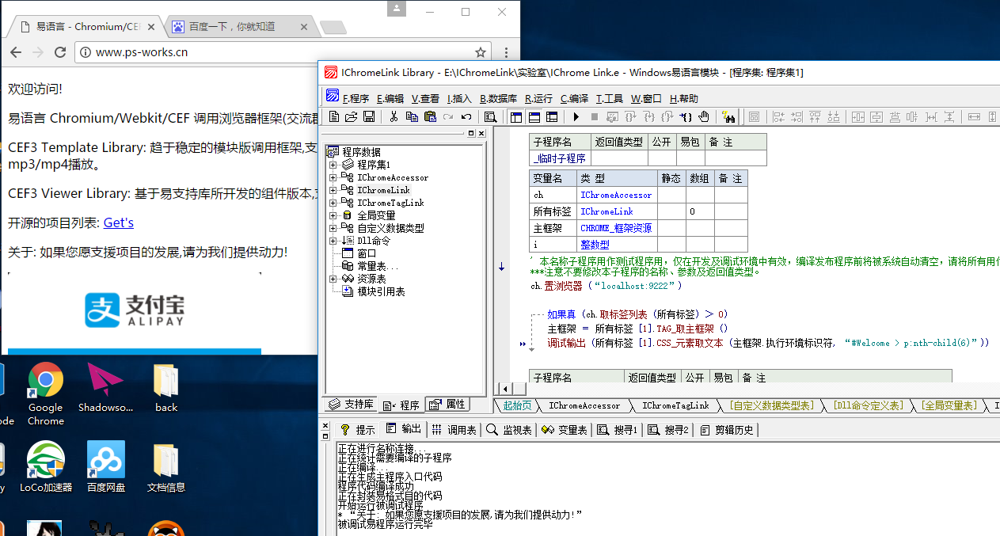 易语言 - Chromium/CEF
百度一下，你就知道
www.ps-works.cn
欢迎访问!
易语言 Chromium/Webkit/CEF 调用浏览器框架(交流群
CEF3 Template Library: 趋于稳定的模块版调用框架,支
mp3/mp4播放。
CEF3 Viewer Library: 基于易支持库所开发的组件版本,支
开源的项目列表: Get's
关于: 如果您愿支援项目的发展,请为我们提供动力!
支付宝
ALIPAY
Google
Chrome
Shadowso...
back
ode
LoCo加速器
百度网盘
文档信息
y
IChromeLink Library - E:\IChromeLink\实验室\IChrome Link.e - Windows易语言模块 - [程序集: 程序集1]
F.程序 E.编辑 V.查看 I.插入 B.数据库 R.运行 C.编译 T.工具 W.窗口 H.帮助
程序数据
程序集1
IChromeAccessor
IChromeLink
IChromeTagLink
全局变量
自定义数据类型
Dll命令
窗口
常量表...
资源表
模块引用表
支持库 程序 属性
子程序名 返回值类型 公开 易包 备 注
_临时子程序
变量名 类 型 静态 数组 备 注
ch IChromeAccessor
所有标签 IChromeLink 0
主框架 CHROME_框架资源
i 整数型
' 本名称子程序用作测试程序用，仅在开发及调试环境中有效，编译发布程序前将被系统自动清空，请将所有用作
***注意不要修改本子程序的名称、参数及返回值类型。
ch.置浏览器 (“localhost:9222”)
如果真 (ch.取标签列表 (所有标签) ＞ 0)
主框架 ＝ 所有标签 [1].TAG_取主框架 ()
调试输出 (所有标签 [1].CSS_元素取文本 (主框架.执行环境标识符, “#Welcome > p:nth-child(6)”))
子程序名 返回值类型 公开 易包 备 注
起始页 IChromeAccessor IChromeTagLink [自定义数据类型表] [Dll命令定义表] [全局变量表] I
提示 输出 调用表 监视表 变量表 搜寻1 搜寻2 剪辑历史
正在进行名称连接...
正在统计需要编译的子程序
正在编译...
正在生成主程序入口代码
程序代码编译成功
正在封装易格式目的代码
开始运行被调试程序
* “关于: 如果您愿支援项目的发展,请为我们提供动力!”
被调试易程序运行完毕